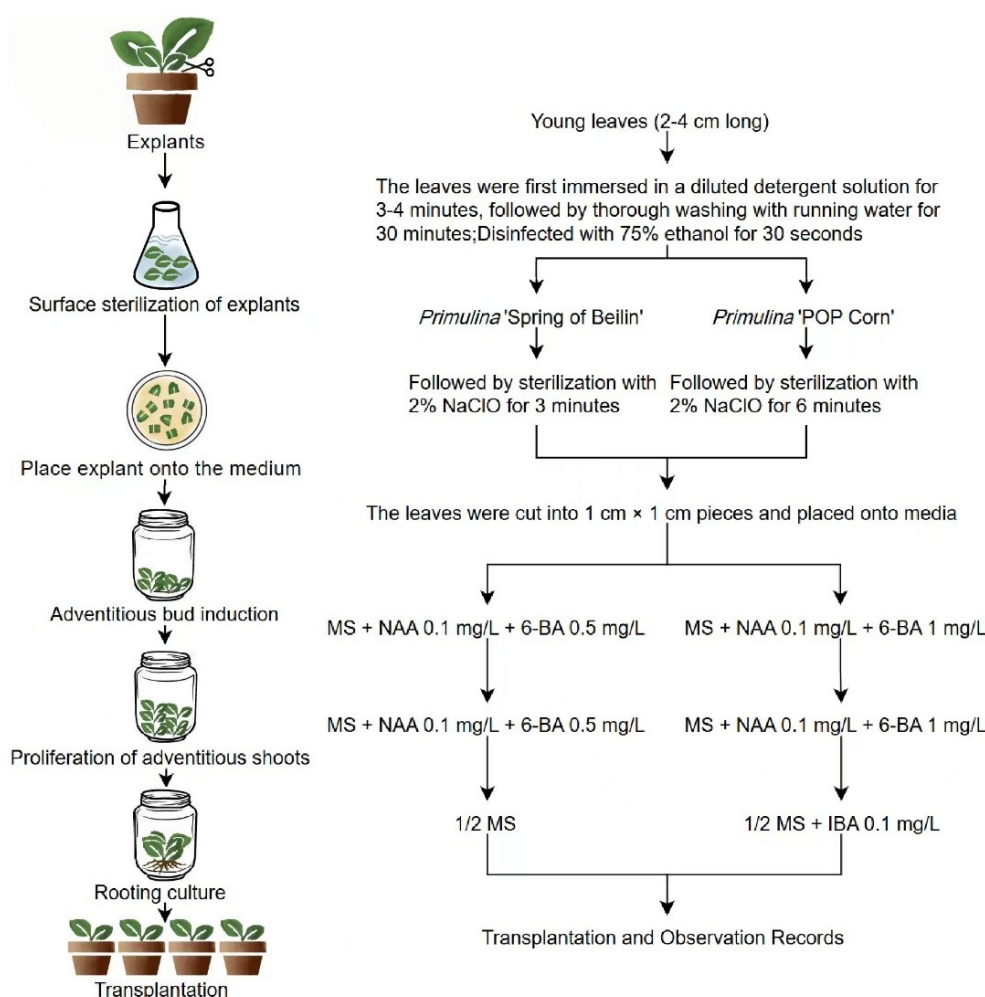 Explants
Surface sterilization of explants
Place explant onto the medium
Adventitious bud induction
Proliferation of adventitious shoots
Rooting culture
Transplantation
Young leaves (2-4 cm long)
The leaves were first immersed in a diluted detergent solution for
3-4 minutes, followed by thorough washing with running water for
30 minutes;Disinfected with 75% ethanol for 30 seconds
Primulina 'Spring of Beilin'
Primulina 'POP Corn'
Followed by sterilization with
2% NaClO for 3 minutes
Followed by sterilization with
2% NaClO for 6 minutes
The leaves were cut into 1 cm × 1 cm pieces and placed onto media
MS + NAA 0.1 mg/L + 6-BA 0.5 mg/L
MS + NAA 0.1 mg/L + 6-BA 1 mg/L
MS + NAA 0.1 mg/L + 6-BA 0.5 mg/L
MS + NAA 0.1 mg/L + 6-BA 1 mg/L
1/2 MS
1/2 MS + IBA 0.1 mg/L
Transplantation and Observation Records